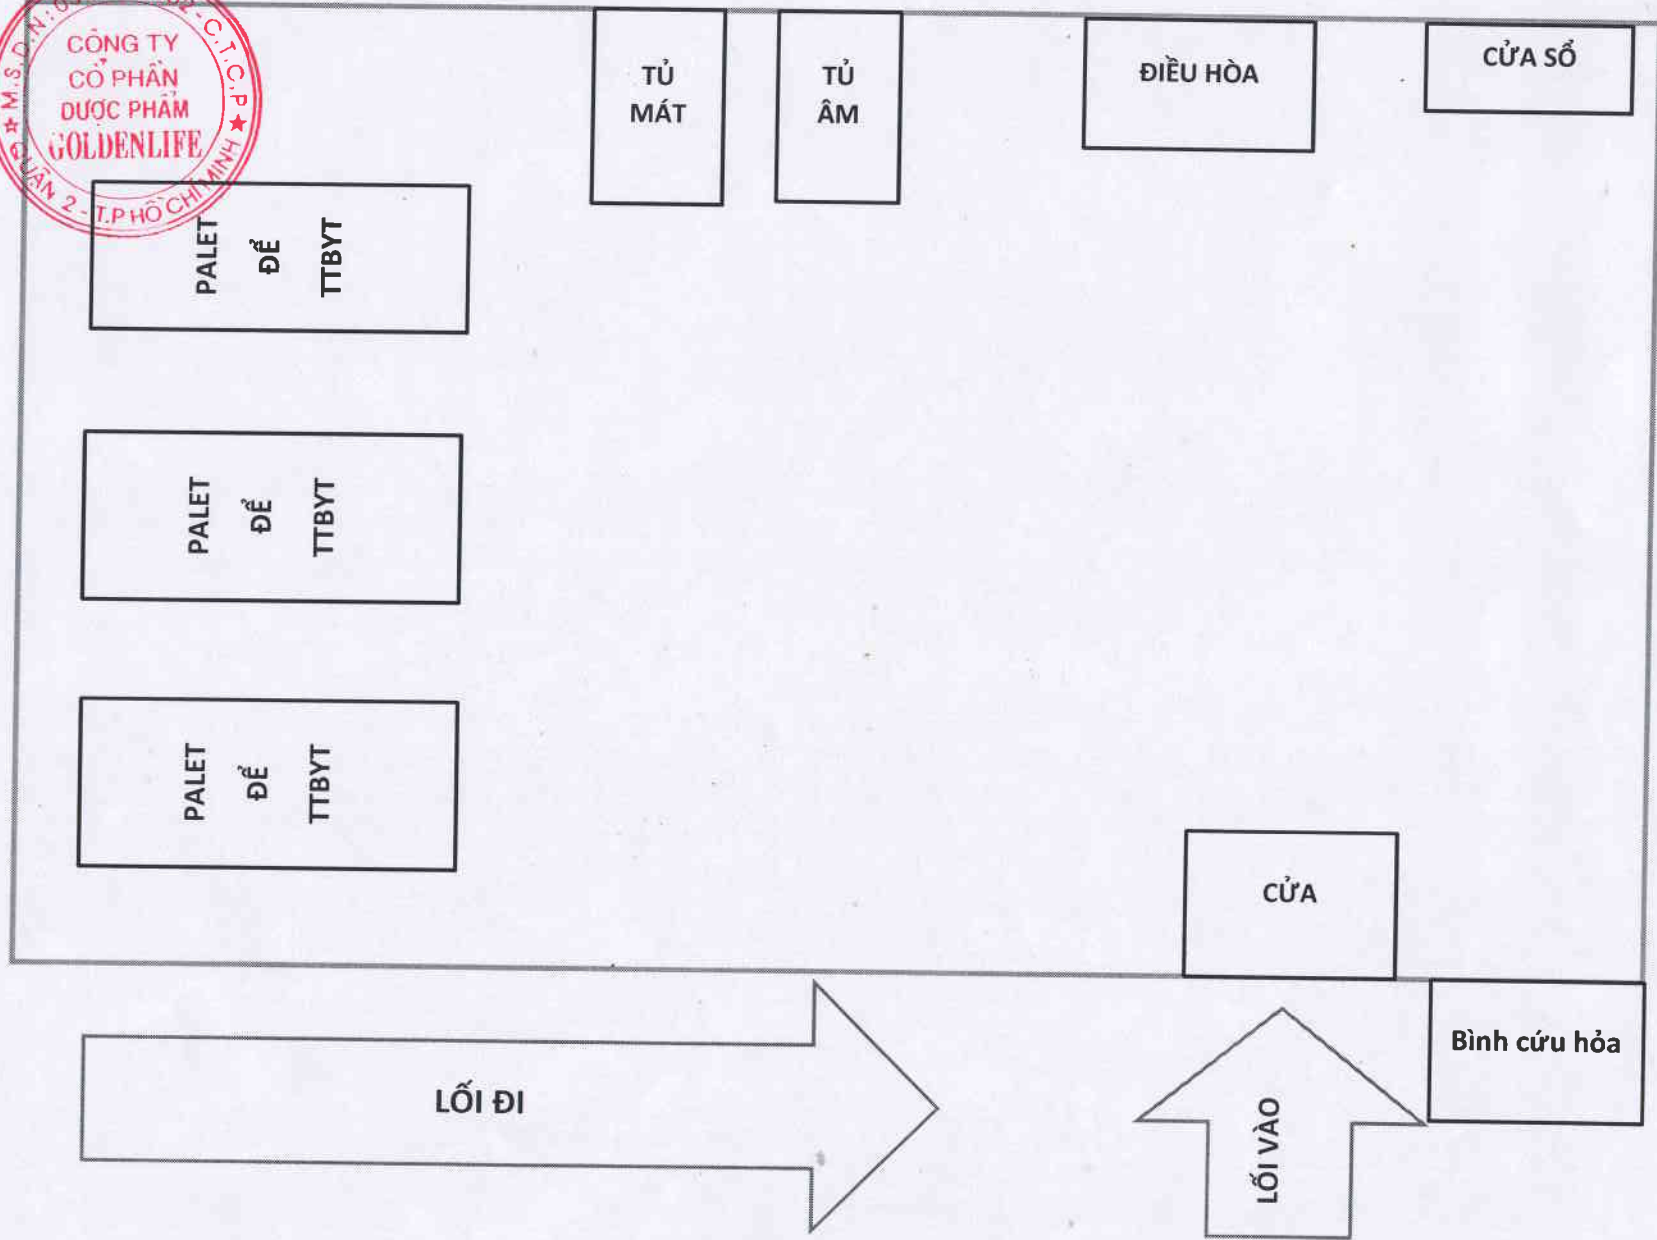 CÔNG TY
CỔ PHẦN
DƯỢC PHẨM
GOLDENLIFE
QUẬN 2 - T.P HỒ CHÍ MINH
TỦ
MÁT
TỦ
ÂM
ĐIỀU HÒA
CỬA SỔ
PALET
ĐỂ
TTBYT
PALET
ĐỂ
TTBYT
PALET
ĐỂ
TTBYT
CỬA
Bình cứu hỏa
LỐI ĐI
LỐI VÀO